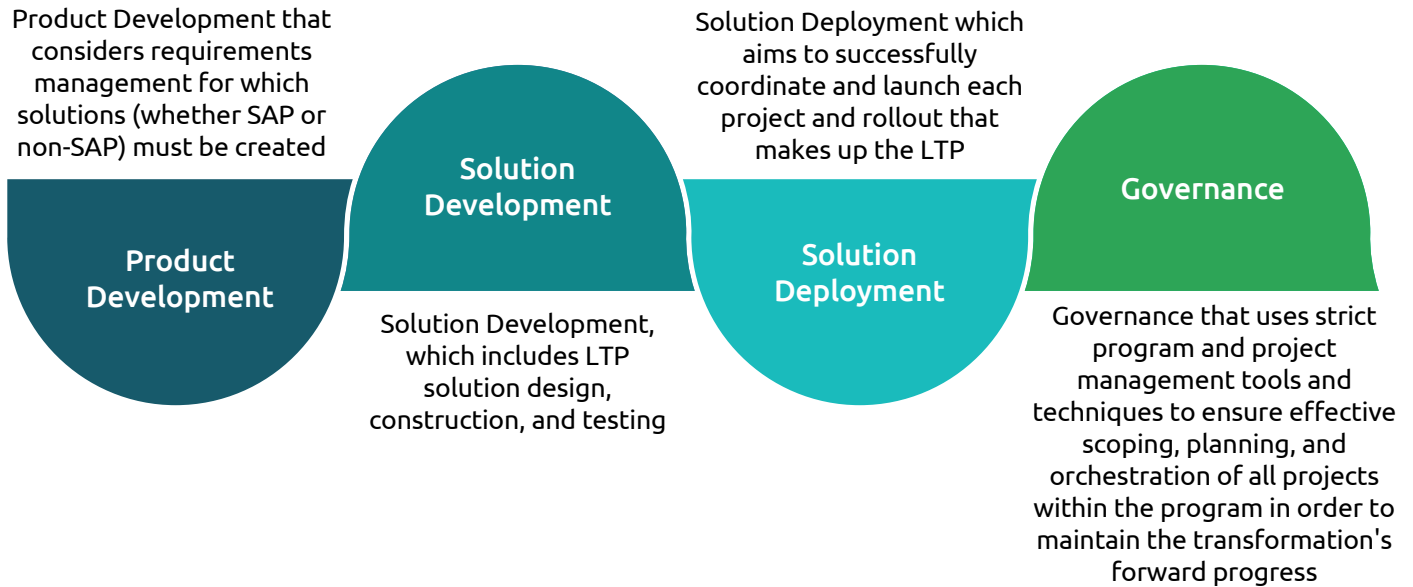 Product Development that
considers requirements
management for which
solutions (whether SAP or
non-SAP) must be created
Product
Development
Solution
Development
Solution Development,
which includes LTP
solution design,
construction, and testing
Solution Deployment which
aims to successfully
coordinate and launch each
project and rollout that
makes up the LTP
Solution
Deployment
Governance
Governance that uses strict
program and project
management tools and
techniques to ensure effective
scoping, planning, and
orchestration of all projects
within the program in order to
maintain the transformation's
forward progress